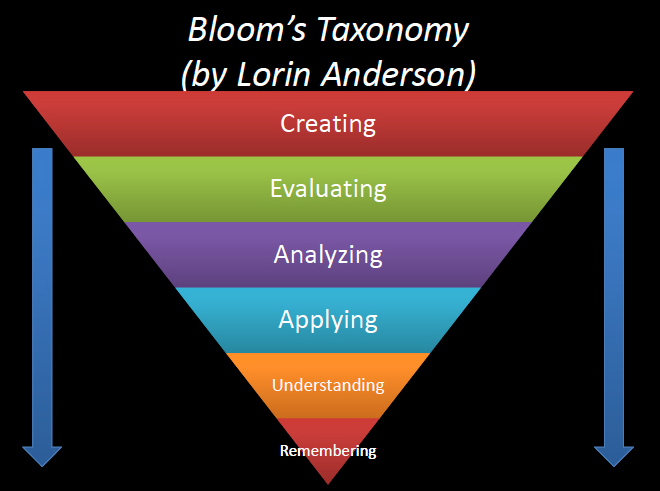 Bloom’s Taxonomy
(by Lorin Anderson)
Creating
Evaluating
Analyzing
Applying
Understanding
Remembering